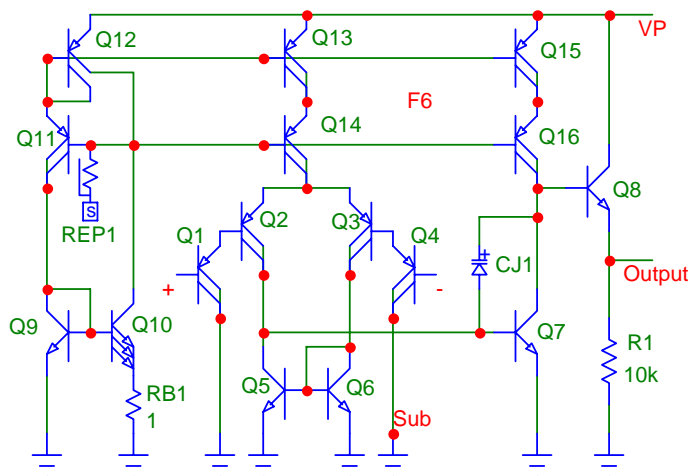 VP
Q12
Q13
Q15
F6
Q11
Q14
Q16
S
REP1
Q8
Q1
Q2
Q3
Q4
+
-
+
CJ1
Output
Q9
Q10
Q7
R1
10k
RB1
1
Q5
Q6
Sub